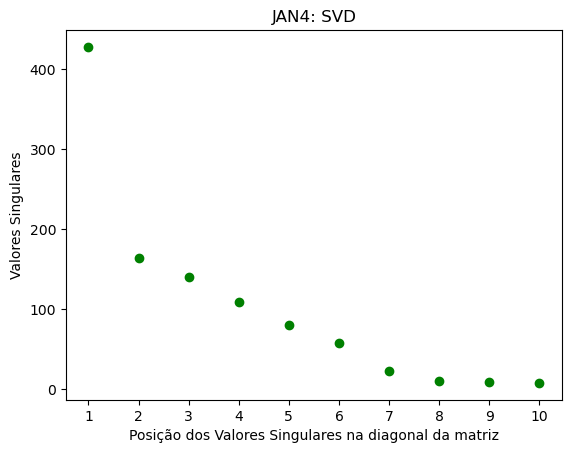 JAN4: SVD
400
300
200
100
0
Valores Singulares
1 2 3 4 5 6 7 8 9 10
Posição dos Valores Singulares na diagonal da matriz